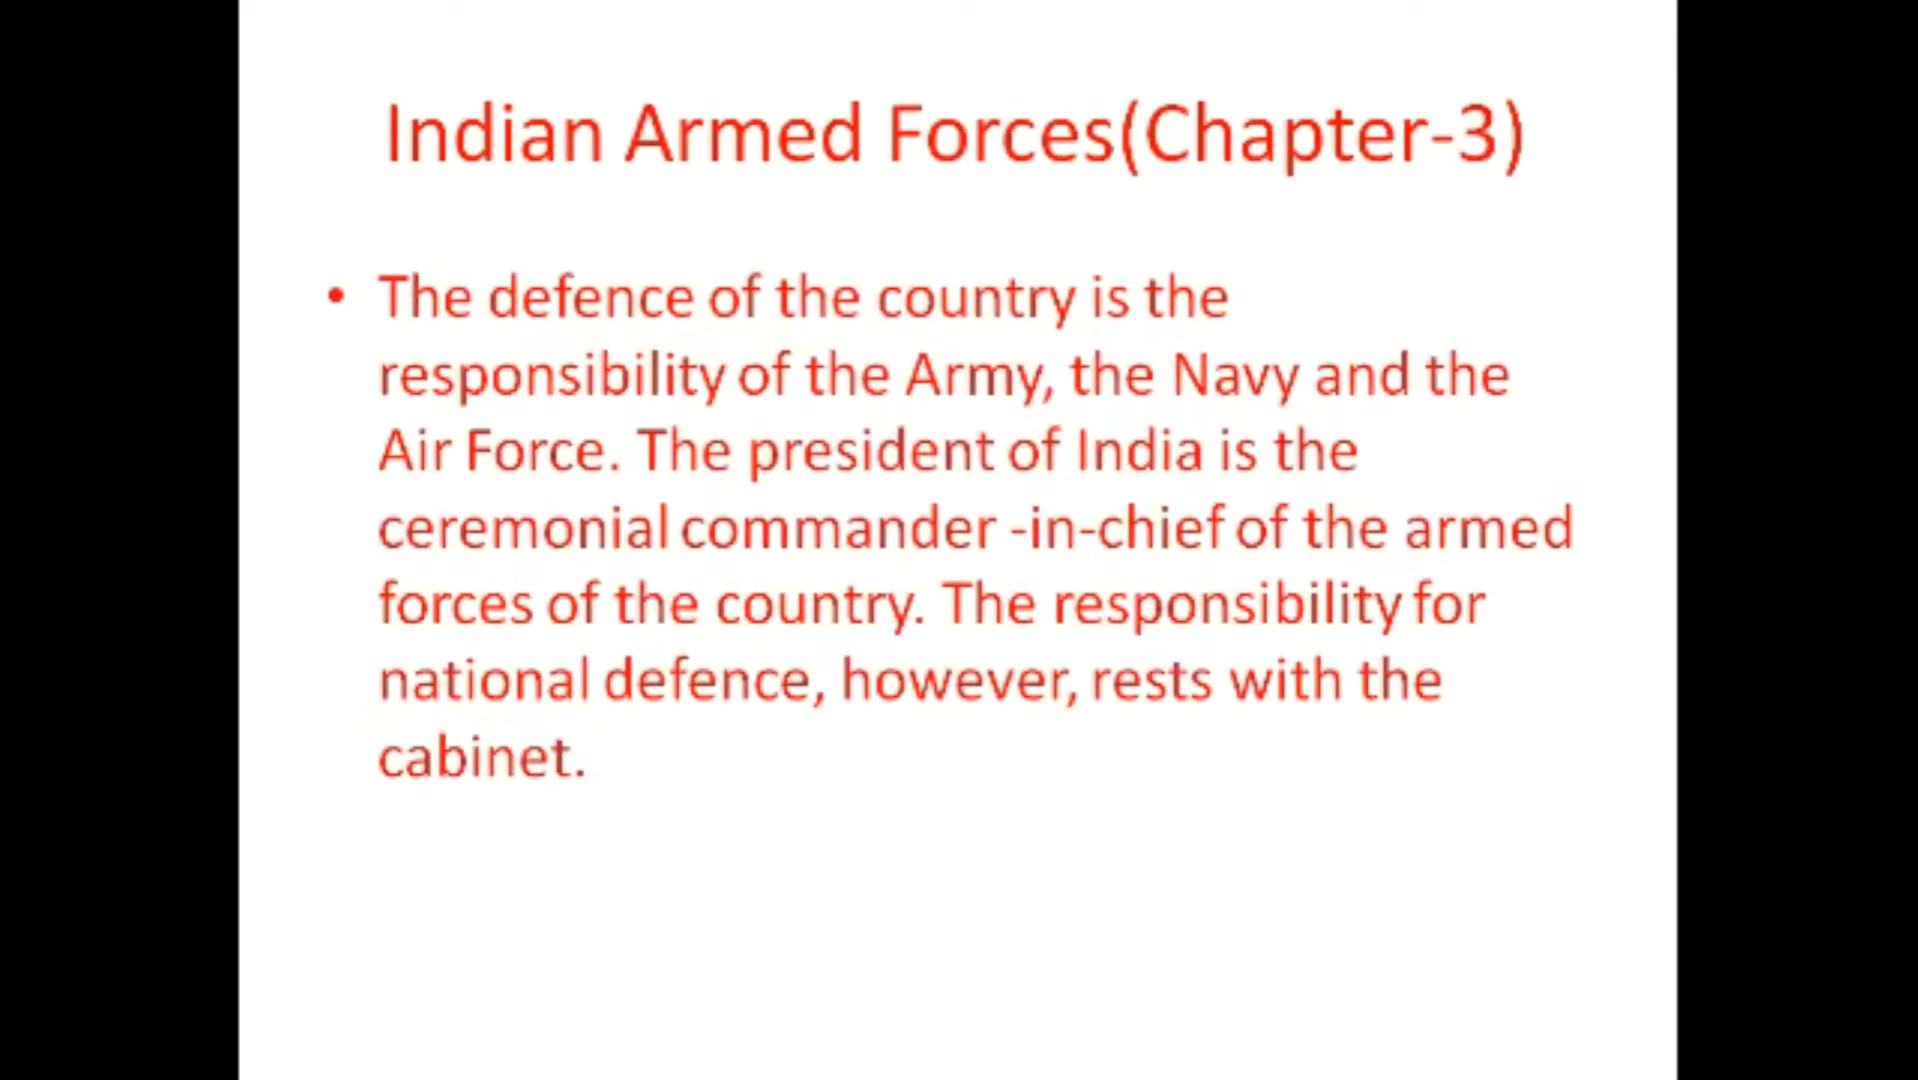 Indian Armed Forces(Chapter-3)
• The defence of the country is the
responsibility of the Army, the Navy and the
Air Force. The president of India is the
ceremonial commander -in-chief of the armed
forces of the country. The responsibility for
national defence, however, rests with the
cabinet.